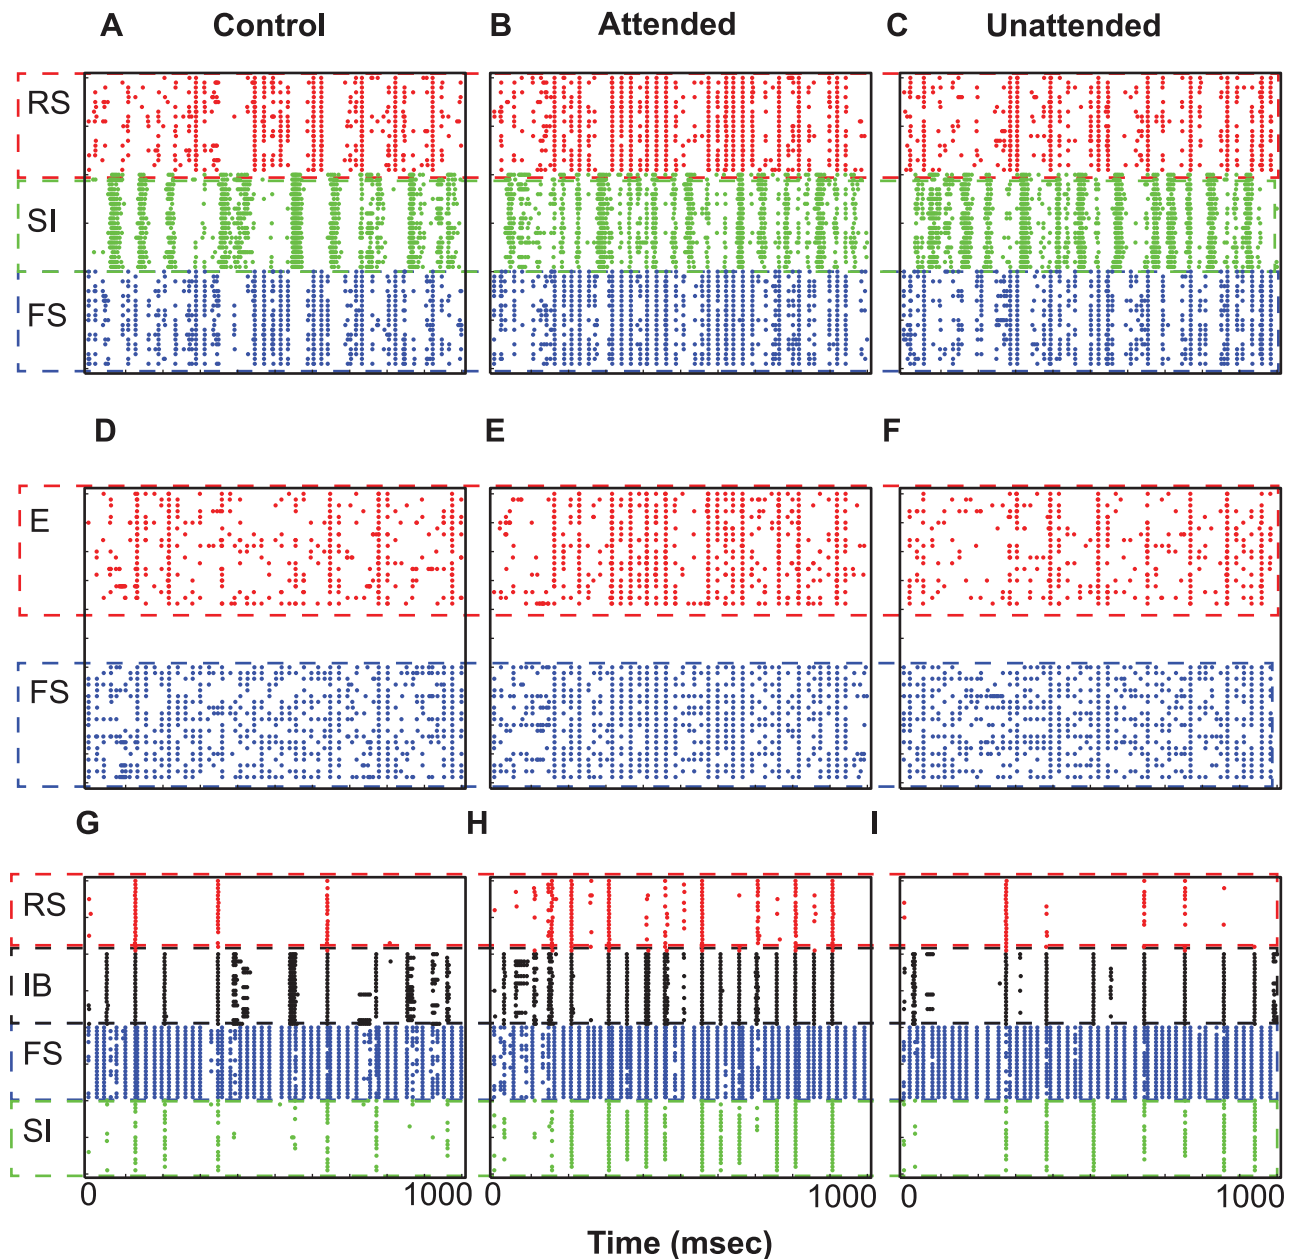 A Control B Attended C Unattended
RS
SI
FS
D E F
E
FS
G H I
RS
IB
FS
SI
0 1000 0 1000 0 1000
Time (msec)